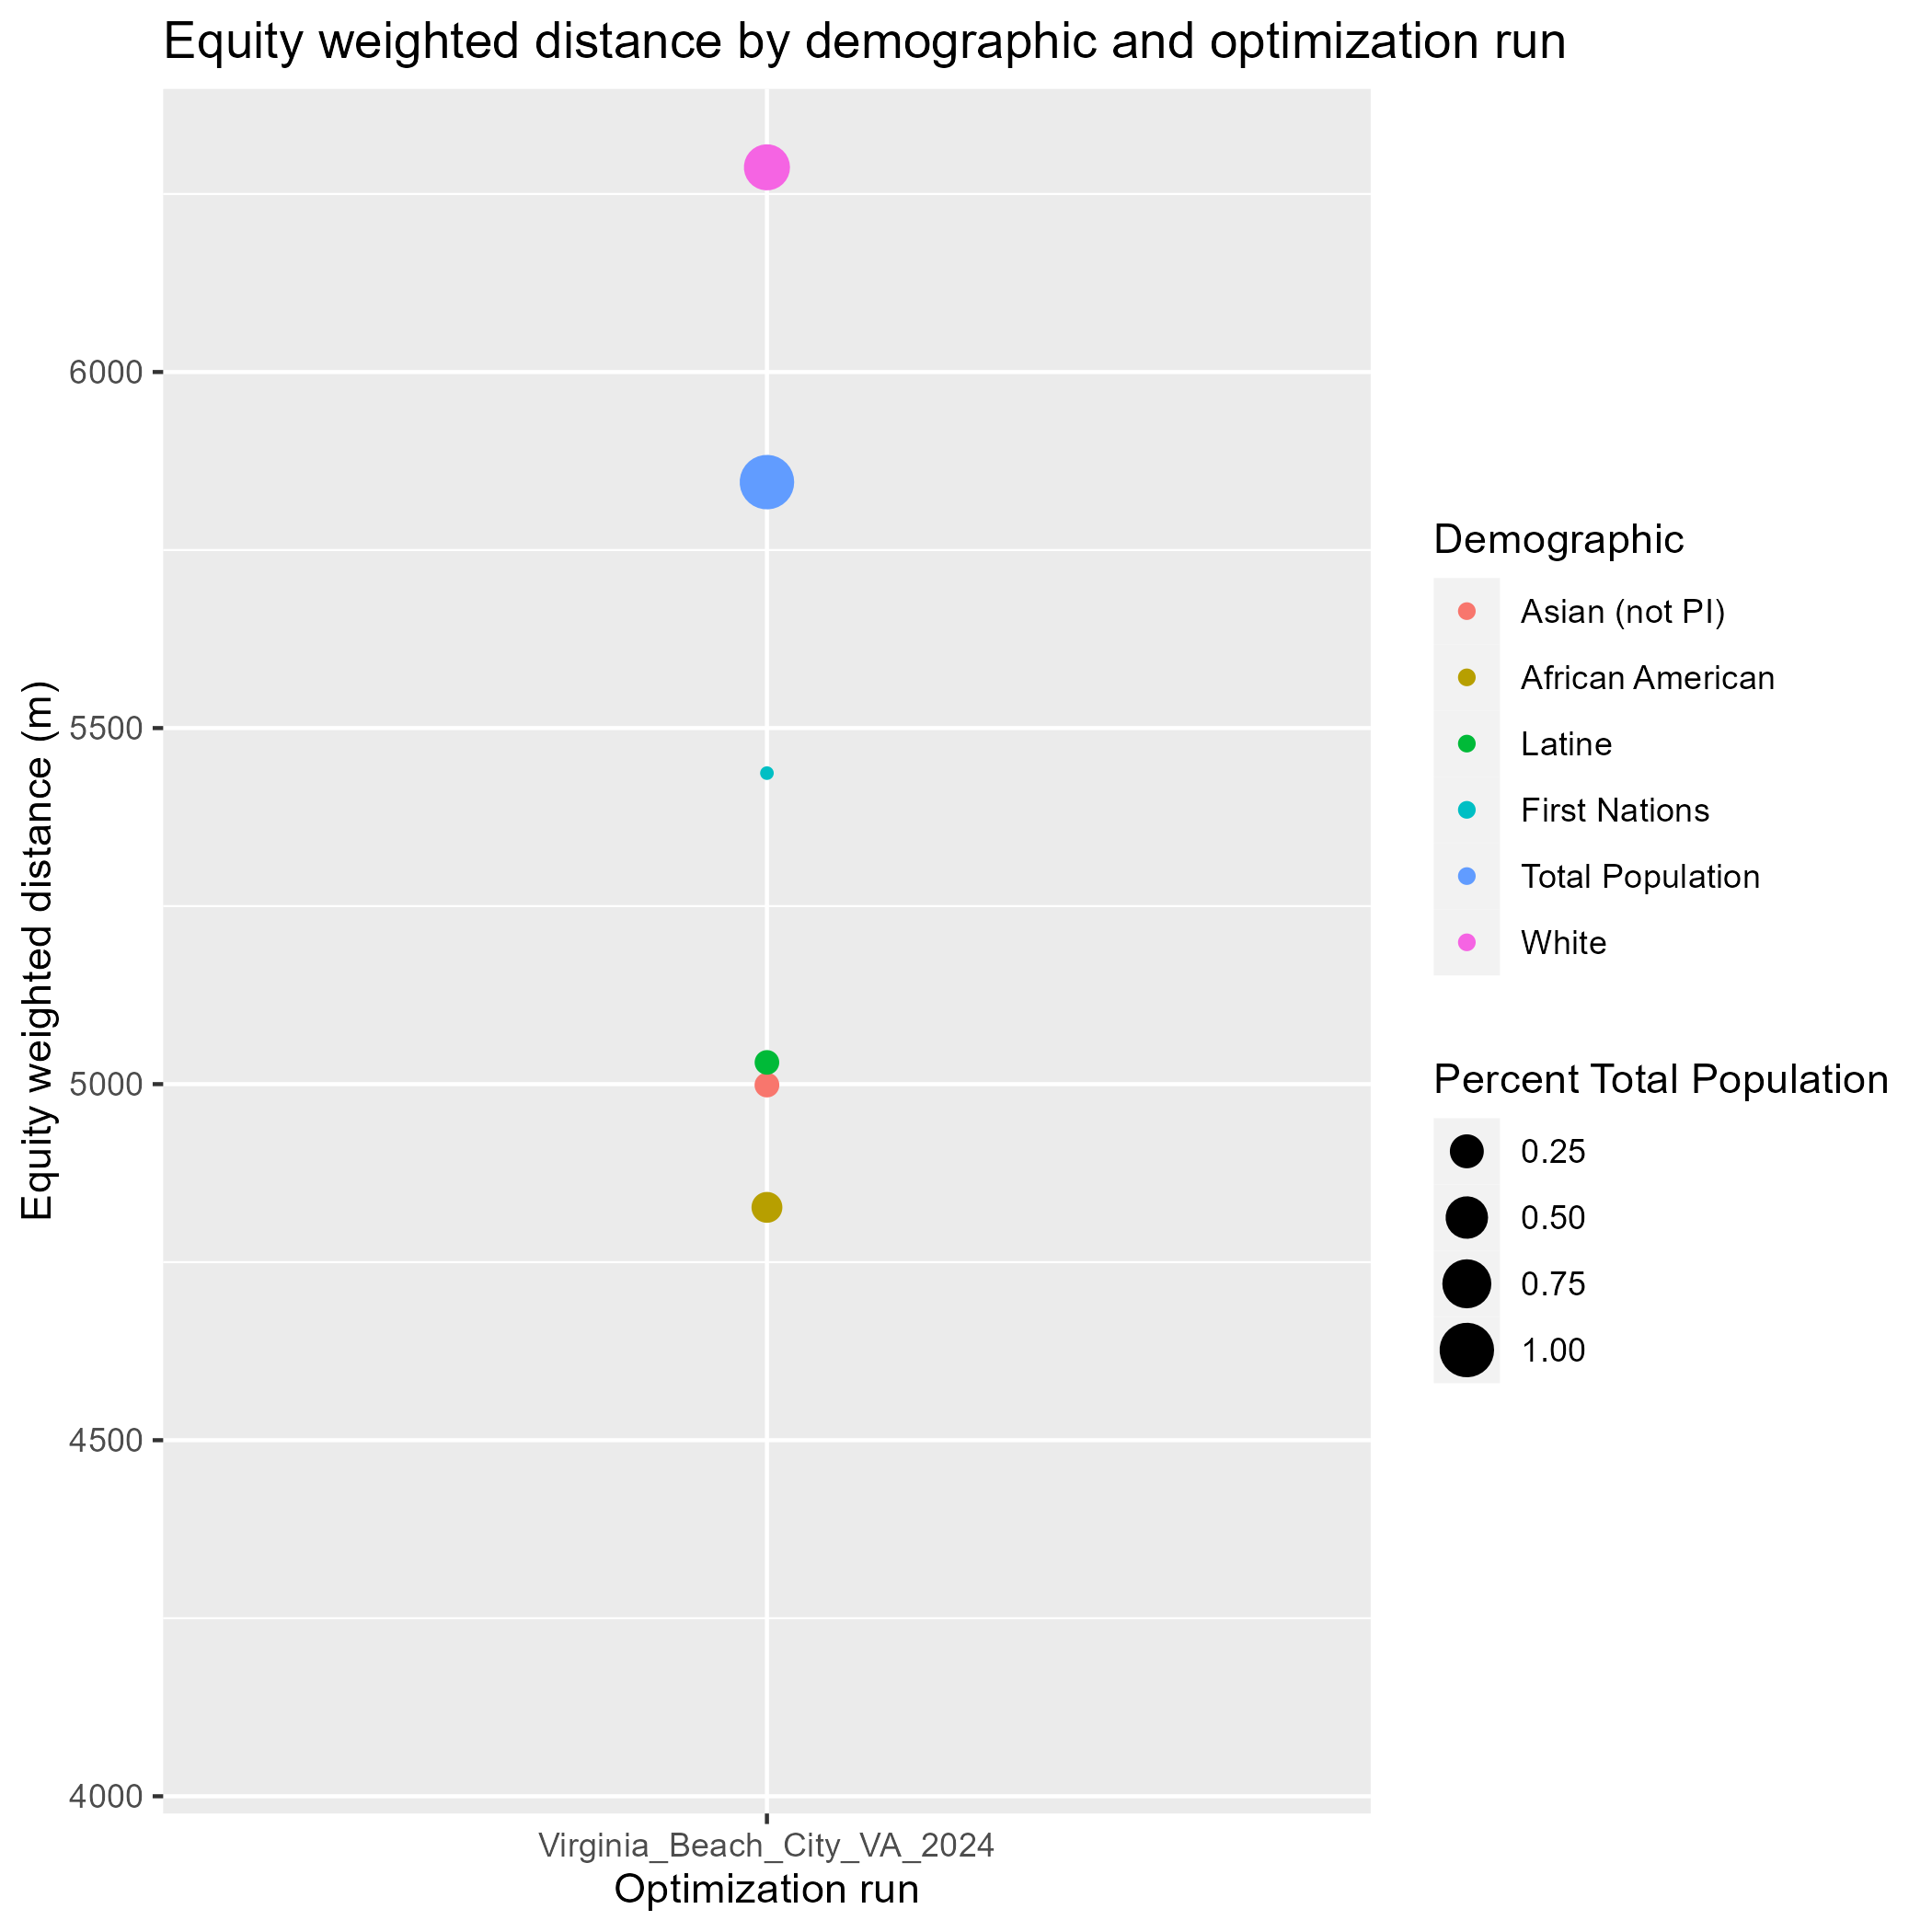 Equity weighted distance by demographic and optimization run
Equity weighted distance (m)
6000
5500
5000
4500
4000
Virginia_Beach_City_VA_2024
Optimization run
Demographic
Asian (not PI)
African American
Latine
First Nations
Total Population
White
Percent Total Population
0.25
0.50
0.75
1.00